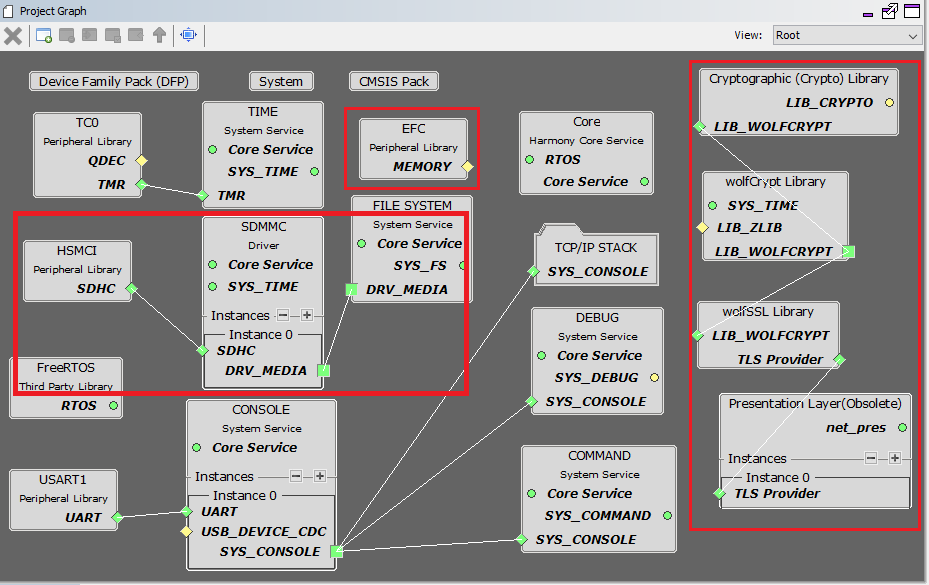 Project Graph
View:
Root
Device Family Pack (DFP)
System
CMSIS Pack
TC0
Peripheral Library
QDEC
TMR
TIME
System Service
Core Service
SYS_TIME
TMR
EFC
Peripheral Library
MEMORY
Core
Harmony Core Service
RTOS
Core Service
Cryptographic (Crypto) Library
LIB_CRYPTO
LIB_WOLFCRYPT
HSMCI
Peripheral Library
SDHC
SDMMC
Driver
Core Service
SYS_TIME
Instances
Instance 0
SDHC
DRV_MEDIA
FILE SYSTEM
System Service
Core Service
SYS_FS
DRV_MEDIA
TCP/IP STACK
SYS_CONSOLE
wolfCrypt Library
SYS_TIME
LIB_ZLIB
LIB_WOLFCRYPT
FreeRTOS
Third Party Library
RTOS
DEBUG
System Service
Core Service
SYS_DEBUG
SYS_CONSOLE
wolfSSL Library
LIB_WOLFCRYPT
TLS Provider
USART1
Peripheral Library
UART
CONSOLE
System Service
Core Service
Instances
Instance 0
UART
USB_DEVICE_CDC
SYS_CONSOLE
COMMAND
System Service
Core Service
SYS_COMMAND
SYS_CONSOLE
Presentation Layer(Obsolete)
net_pres
Instances
Instance 0
TLS Provider